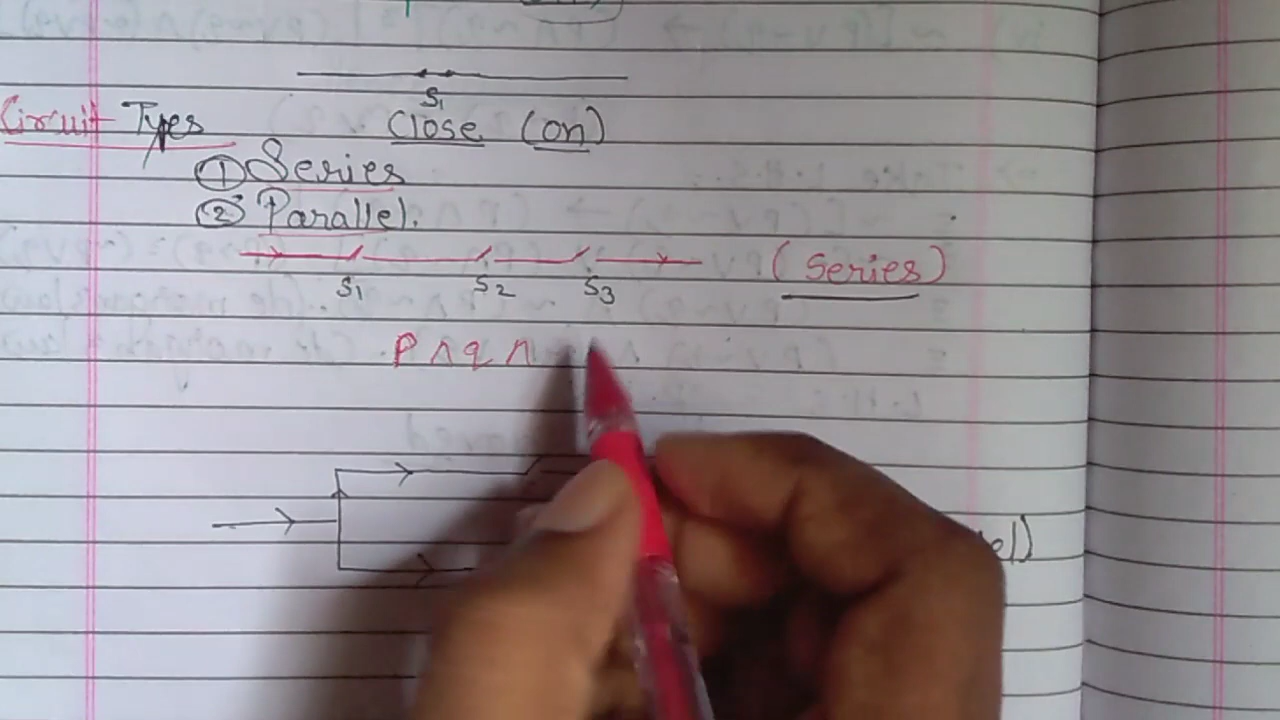 S₁
Circuit Types Close (on)
① Series
② Parallel.
(Series)
S₁ S₂ S₃
P ∧ q ∧